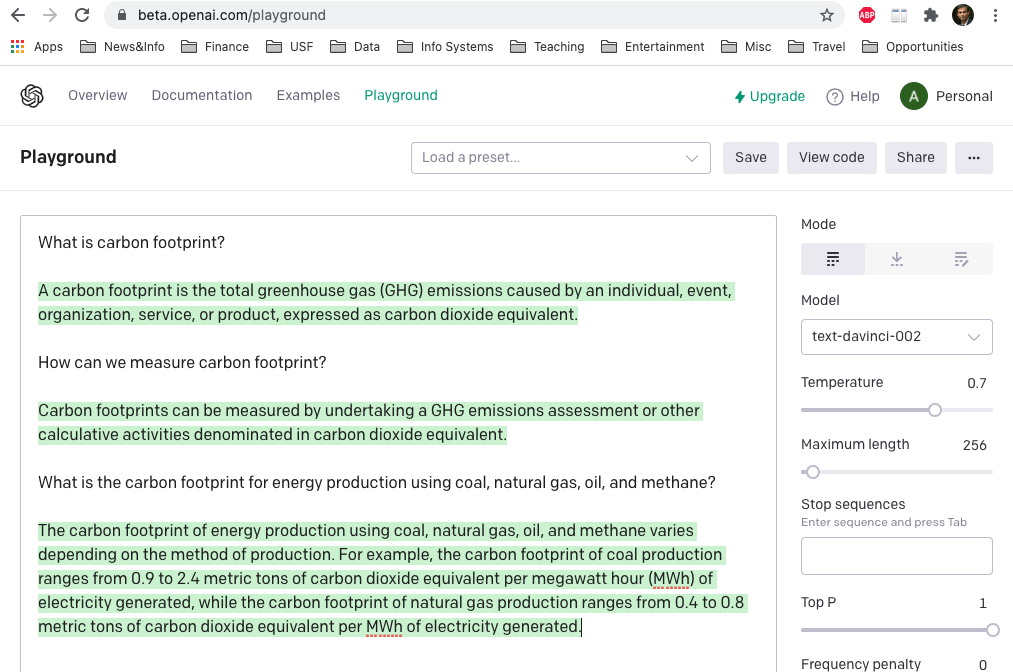 beta.openai.com/playground
ABP
Apps News&Info Finance USF Data Info Systems Teaching Entertainment Misc Travel Opportunities
Overview Documentation Examples Playground Upgrade ? Help A Personal
Playground Load a preset... Save View code Share ...
What is carbon footprint?
A carbon footprint is the total greenhouse gas (GHG) emissions caused by an individual, event,
organization, service, or product, expressed as carbon dioxide equivalent.
How can we measure carbon footprint?
Carbon footprints can be measured by undertaking a GHG emissions assessment or other
calculative activities denominated in carbon dioxide equivalent.
What is the carbon footprint for energy production using coal, natural gas, oil, and methane?
The carbon footprint of energy production using coal, natural gas, oil, and methane varies
depending on the method of production. For example, the carbon footprint of coal production
ranges from 0.9 to 2.4 metric tons of carbon dioxide equivalent per megawatt hour (MWh) of
electricity generated, while the carbon footprint of natural gas production ranges from 0.4 to 0.8
metric tons of carbon dioxide equivalent per MWh of electricity generated.
Mode
Model
text-davinci-002
Temperature 0.7
Maximum length 256
Stop sequences
Enter sequence and press Tab
Top P 1
Frequency penalty 0